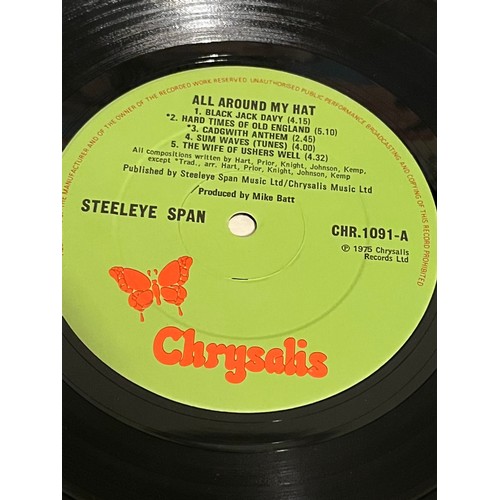 THE MANUFACTURER AND OF THE OWNER OF THE RECORDED WORK RESERVED. UNAUTHORISED PUBLIC PERFORMANCE BROADCASTING AND COPYING OF THIS RECORD PROHIBITED
ALL AROUND MY HAT
1. BLACK JACK DAVY (4.15)
*2. HARD TIMES OF OLD ENGLAND (5.10)
*3. CADGWITH ANTHEM (2.45)
4. SUM WAVES (TUNES) (4.00)
5. THE WIFE OF USHERS WELL (4.32)
All compositions written by Hart, Prior, Knight, Johnson, Kemp,
except *Trad., arr. Hart, Prior, Knight, Johnson, Kemp
Published by Steeleye Span Music Ltd/Chrysalis Music Ltd
Produced by Mike Batt
STEELEYE SPAN
CHR.1091-A
℗ 1975 Chrysalis
Records Ltd
Chrysalis